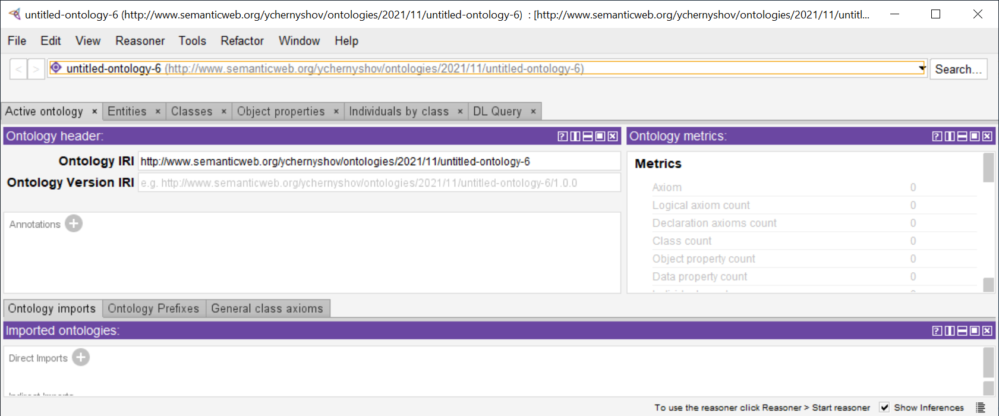 untitled-ontology-6 (http://www.semanticweb.org/ychernyshov/ontologies/2021/11/untitled-ontology-6) : [http://www.semanticweb.org/ychernyshov/ontologies/2021/11/untitl...
File Edit View Reasoner Tools Refactor Window Help
< > untitled-ontology-6 (http://www.semanticweb.org/ychernyshov/ontologies/2021/11/untitled-ontology-6) Search...
Active ontology × Entities × Classes × Object properties × Individuals by class × DL Query ×
Ontology header:
Ontology IRI http://www.semanticweb.org/ychernyshov/ontologies/2021/11/untitled-ontology-6
Ontology Version IRI e.g. http://www.semanticweb.org/ychernyshov/ontologies/2021/11/untitled-ontology-6/1.0.0
Annotations
Ontology metrics:
Metrics
Axiom 0
Logical axiom count 0
Declaration axioms count 0
Class count 0
Object property count 0
Data property count 0
Ontology imports Ontology Prefixes General class axioms
Imported ontologies:
Direct Imports
Indirect Imports
To use the reasoner click Reasoner > Start reasoner Show Inferences